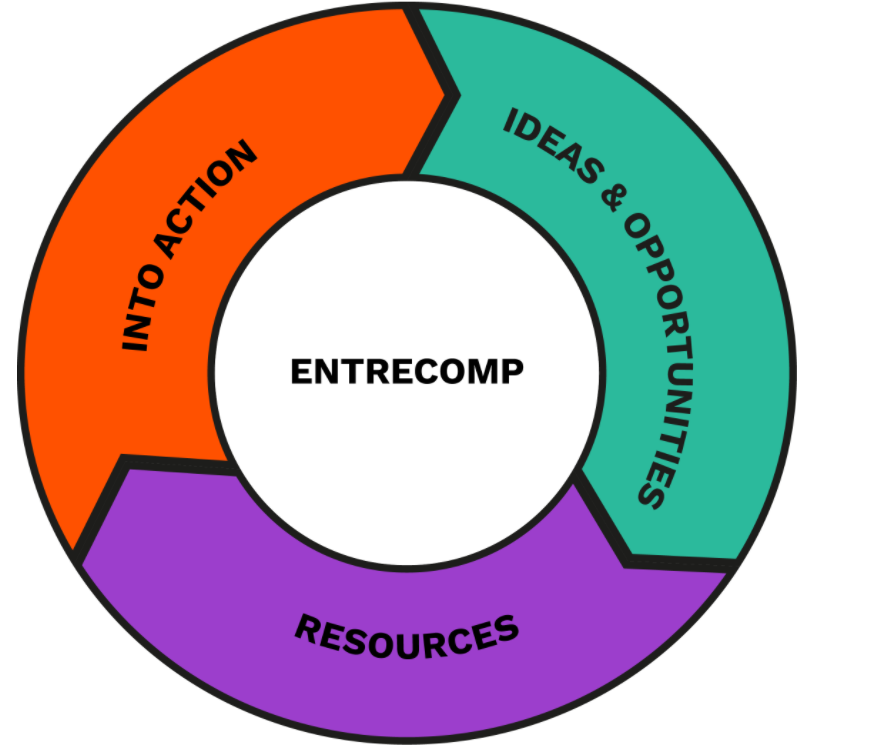 IDEAS & OPPORTUNITIES
INTO ACTION
ENTRECOMP
RESOURCES